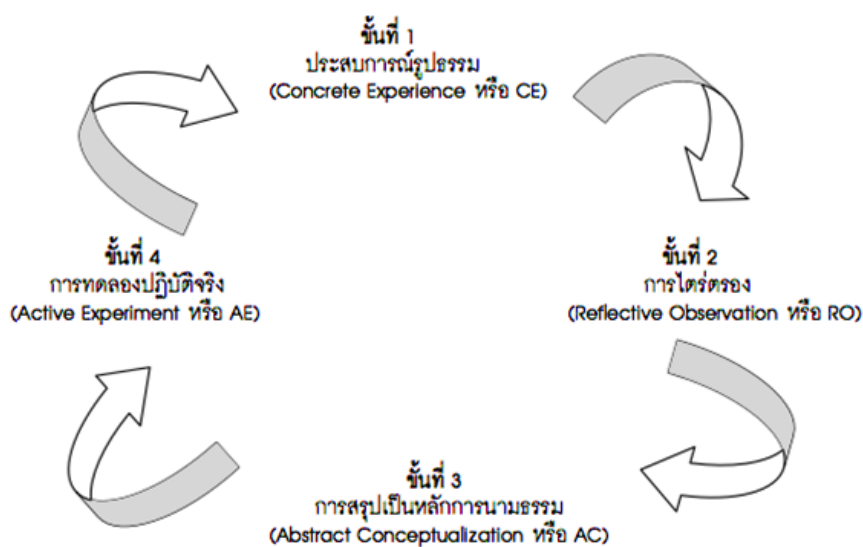 ขั้นที่ 1
ประสบการณ์รูปธรรม
(Concrete Experience หรือ CE)
ขั้นที่ 2
การไตร่ตรอง
(Reflective Observation หรือ RO)
ขั้นที่ 3
การสรุปเป็นหลักการนามธรรม
(Abstract Conceptualization หรือ AC)
ขั้นที่ 4
การทดลองปฏิบัติจริง
(Active Experiment หรือ AE)